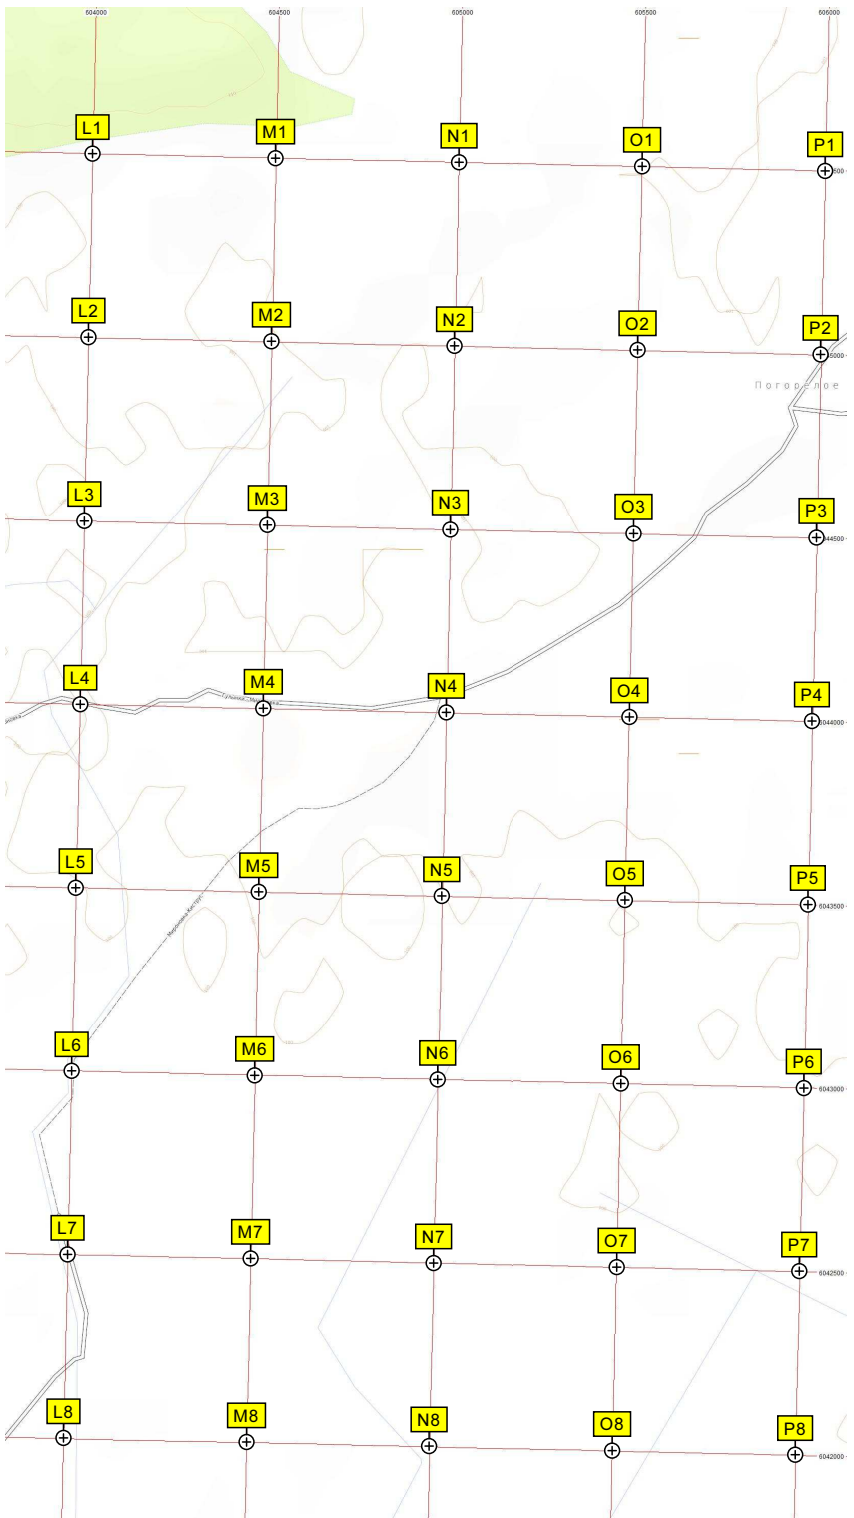 604000 604500 605000 605500 606000
L1 M1 N1 O1 P1
L2 M2 N2 O2 P2
Погорелое
L3 M3 N3 O3 P3
L4 M4 N4 O4 P4
6044000
L5 M5 N5 O5 P5
6043500
L6 M6 N6 O6 P6
6043000
L7 M7 N7 O7 P7
6042500
L8 M8 N8 O8 P8
6042000